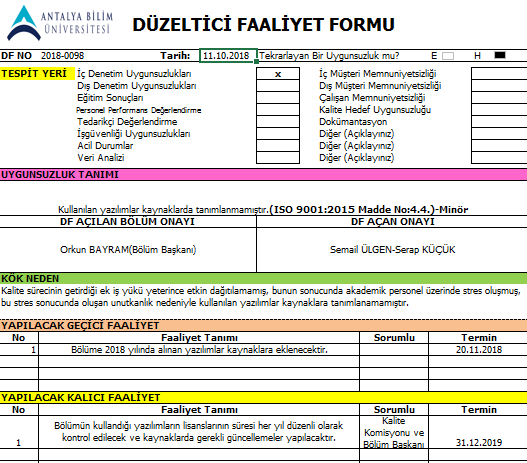 ANTALYA BİLİM
ÜNİVERSİTESİ
DÜZELTİCİ FAALİYET FORMU
DF NO 2018-0098 Tarih: 11.10.2018 Tekrarlayan Bir Uygunsuzluk mu? E H
TESPİT YERİ İç Denetim Uygunsuzlukları x İç Müşteri Memnuniyetsizliği
Dış Denetim Uygunsuzlukları Dış Müşteri Memnuniyetsizliği
Eğitim Sonuçları Çalışan Memnuniyetsizliği
Personel Performans Değerlendirme Kalite Hedef Uygunsuzluğu
Tedarikçi Değerlendirme Dokümantasyon
İşgüvenliği Uygunsuzlukları Diğer (Açıklayınız)
Acil Durumlar Diğer (Açıklayınız)
Veri Analizi Diğer (Açıklayınız)
UYGUNSUZLUK TANIMI
Kullanılan yazılımlar kaynaklarda tanımlanmamıştır.(ISO 9001:2015 Madde No:4.4.)-Minör
DF AÇILAN BÖLÜM ONAYI DF AÇAN ONAYI
Orkun BAYRAM(Bölüm Başkanı) Semail ÜLGEN-Serap KÜÇÜK
KÖK NEDEN
Kalite sürecinin getirdiği ek iş yükü yeterince etkin dağıtılamamış, bunun sonucunda akademik personel üzerinde stres oluşmuş,
bu stres sonucunda oluşan unutkanlık nedeniyle kullanılan yazılımlar kaynaklara tanımlanamamıştır.
YAPILACAK GEÇİCİ FAALİYET
No Faaliyet Tanımı Sorumlu Termin
1 Bölüme 2018 yılında alınan yazılımlar kaynaklara eklenecektir. 20.11.2018
YAPILACAK KALICI FAALİYET
No Faaliyet Tanımı Sorumlu Termin
1 Bölümün kullandığı yazılımların lisanslarının süresi her yıl düzenli olarak
kontrol edilecek ve kaynaklarda gerekli güncellemeler yapılacaktır.
Kalite
Komisyonu ve
Bölüm Başkanı
31.12.2019